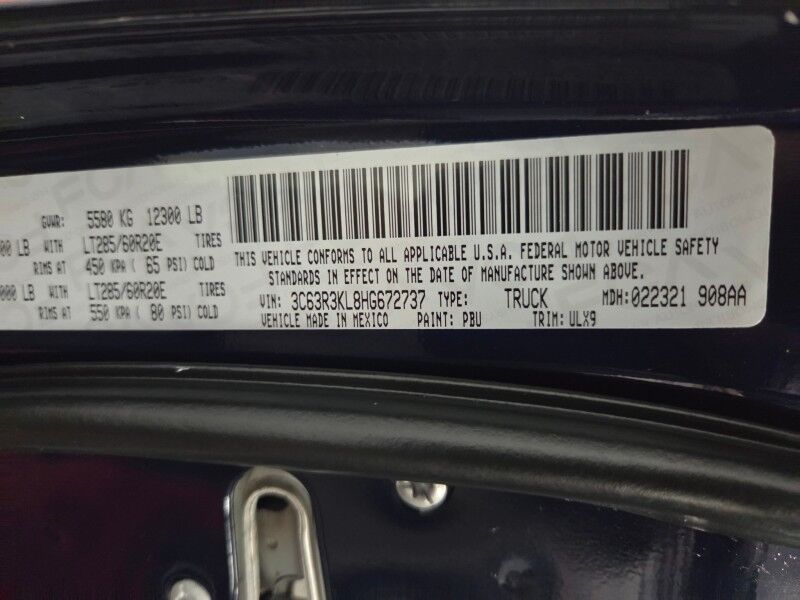 GVWR: 5580 KG 12300 LB
00 LB WITH LT285/60R20E TIRES
RIMS AT 450 KPA ( 65 PSI) COLD
000 LB WITH LT285/60R20E TIRES
RIMS AT 550 KPA ( 80 PSI) COLD
THIS VEHICLE CONFORMS TO ALL APPLICABLE U.S.A. FEDERAL MOTOR VEHICLE SAFETY
STANDARDS IN EFFECT ON THE DATE OF MANUFACTURE SHOWN ABOVE.
VIN: 3C63R3KL8HG672737 TYPE: TRUCK MDH:022321 908AA
VEHICLE MADE IN MEXICO PAINT: PBU TRIM: ULX9